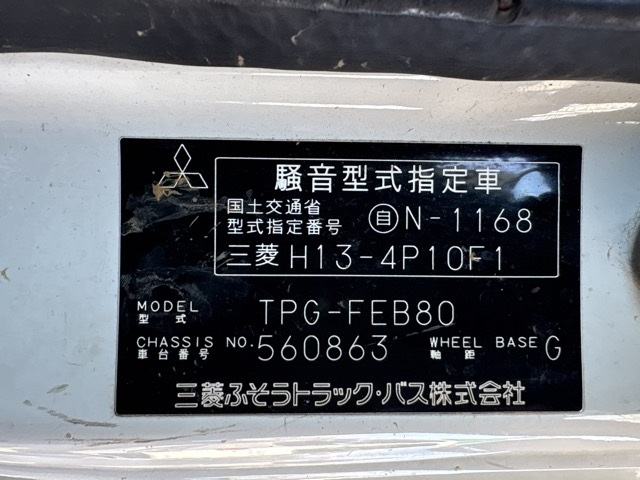 騒音型式指定車
国土交通省
型式指定番号 自N-1168
三菱 H13-4P10F1
MODEL
型式 TPG-FEB80
CHASSIS NO. 560863 WHEEL BASE G
車台番号 軸距
三菱ふそうトラック・バス株式会社